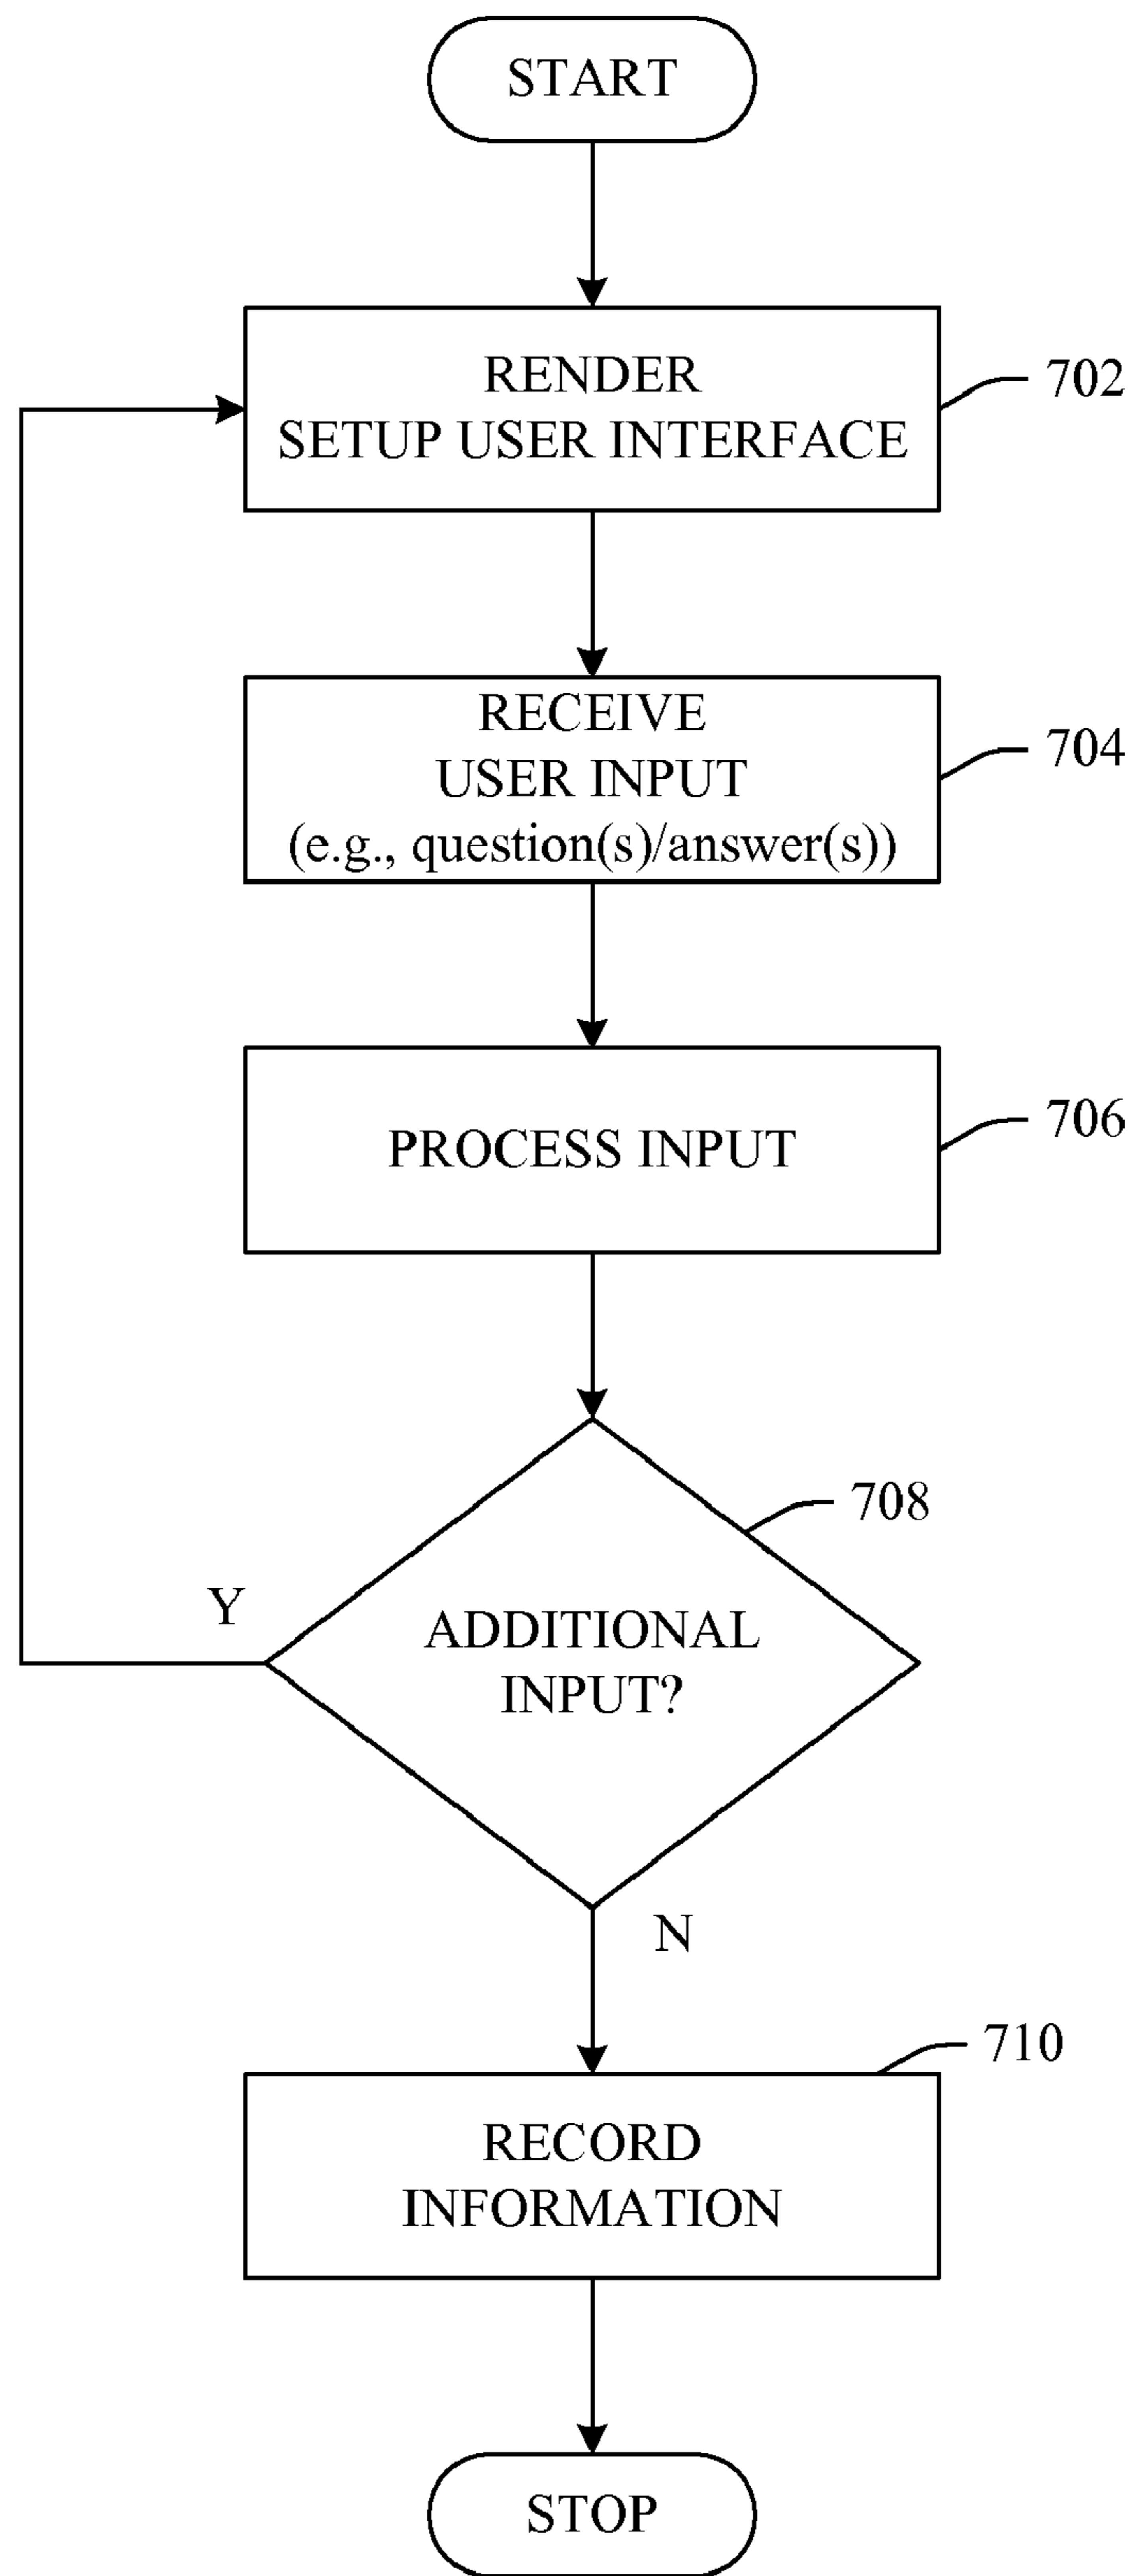 START
RENDER
SETUP USER INTERFACE
702
RECEIVE
USER INPUT
(e.g., question(s)/answer(s))
704
PROCESS INPUT
706
708
Y
ADDITIONAL
INPUT?
N
710
RECORD
INFORMATION
STOP